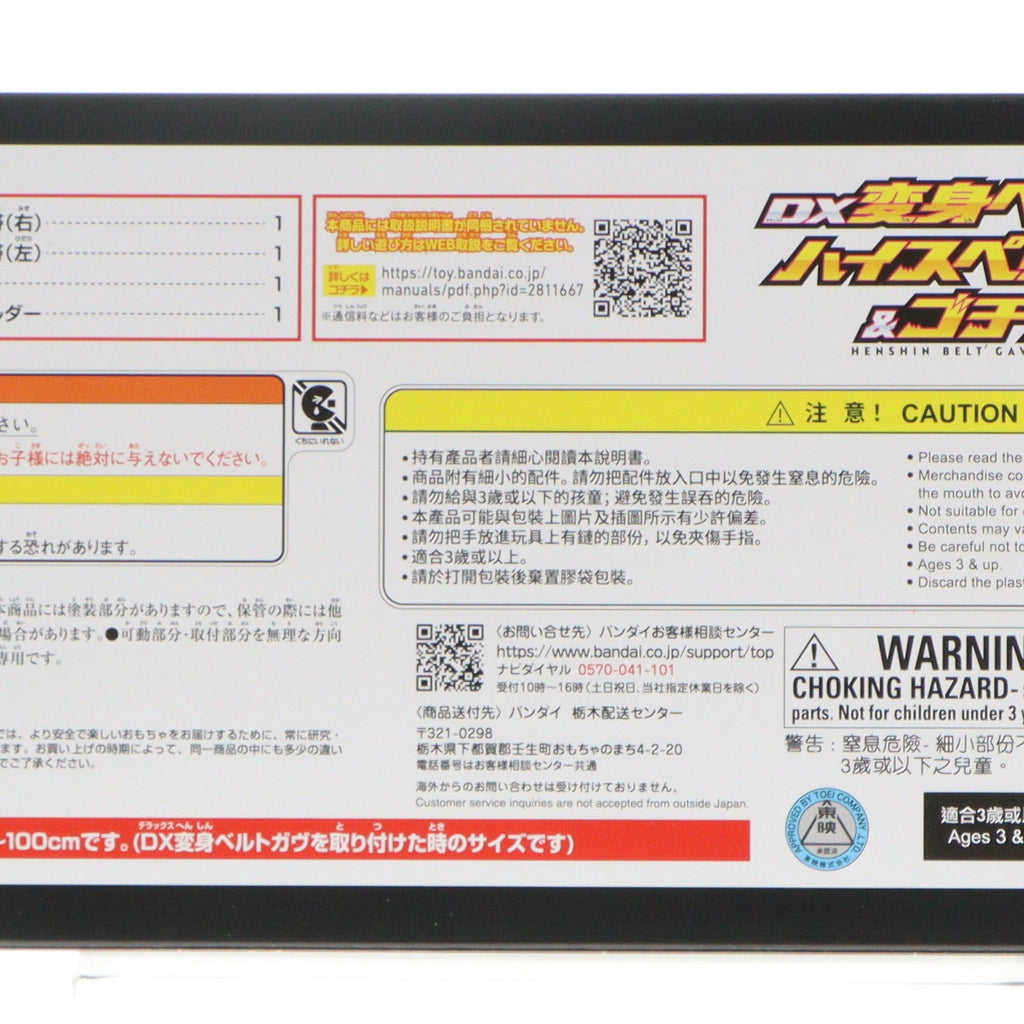 帯(右) 1
帯(左) 1
1
ルダー 1
本商品には取扱説明書が同梱されていません。
詳しい遊び方はWEB取説をご覧ください。
詳しくは
コチラ▶
https://toy.bandai.co.jp/
manuals/pdf.php?id=2811667
※通信料などはお客様のご負担となります。
DX変身ベ
ハイスペッ
&ゴチ
HENSHIN BELT GAV
さい。
お子様には絶対に与えないでください。
する恐れがあります。
くちにいれない
⚠ 注 意! CAUTION
•持有產品者請細心閱讀本說明書。
•商品附有細小的配件。請勿把配件放入口中以免發生窒息的危險。
•請勿給與3歲或以下的孩童；避免發生誤吞的危險。
•本產品可能與包裝上圖片及插圖所示有少許偏差。
•請勿把手放進玩具上有鏈的部份，以免夾傷手指。
•適合3歲或以上。
•請於打開包裝後棄置膠袋包裝。
• Please read the
• Merchandise co
the mouth to avo
• Not suitable for
• Contents may va
• Be careful not to
• Ages 3 & up.
• Discard the plast
本商品には塗装部分がありますので、保管の際には他
場合があります。●可動部分・取付部分を無理な方向
専用です。
〈お問い合せ先〉バンダイお客様相談センター
https://www.bandai.co.jp/support/top
ナビダイヤル 0570-041-101
受付10時〜16時(土日祝日、当社指定休業日を除く)
〈商品送付先〉バンダイ 栃木配送センター
〒321-0298
栃木県下都賀郡壬生町おもちゃのまち4-2-20
電話番号はお客様相談センター共通
海外からのお問い合わせは受け付けておりません。
Customer service inquiries are not accepted from outside Japan.
では、より安全で楽しいおもちゃをお届けするために、常に研究・
ます。お買い上げの時期によって、同一商品の中にも多少の違い
でご了承ください。
⚠ WARNIN
CHOKING HAZARD-
parts. Not for children under 3 y
警告：窒息危險- 細小部份不
3歲或以下之兒童。
〜100cmです。(DX変身ベルトガヴを取り付けた時のサイズです)
APPROVED BY TOEI COMPANY LTD.
東映
承認済
東映株式会社
適合3歲或以
Ages 3 &